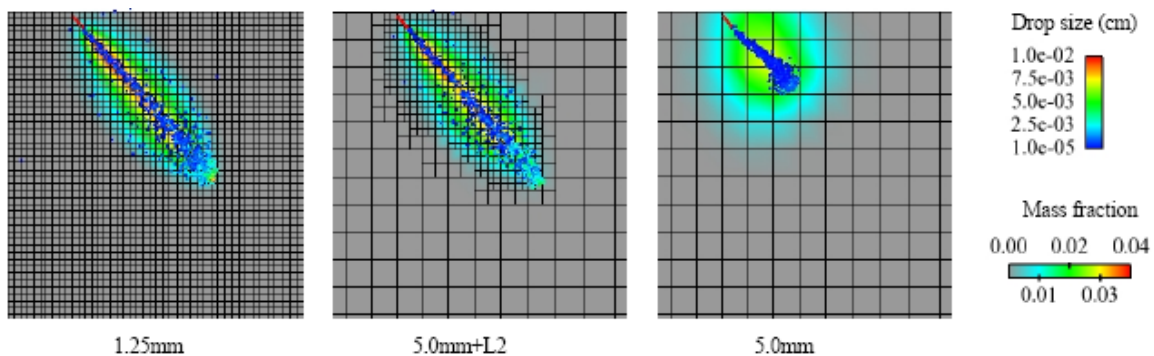 Drop size (cm)
1.0e-02
7.5e-03
5.0e-03
2.5e-03
1.0e-05
Mass fraction
0.00 0.02 0.04
0.01 0.03
1.25mm 5.0mm+L2 5.0mm